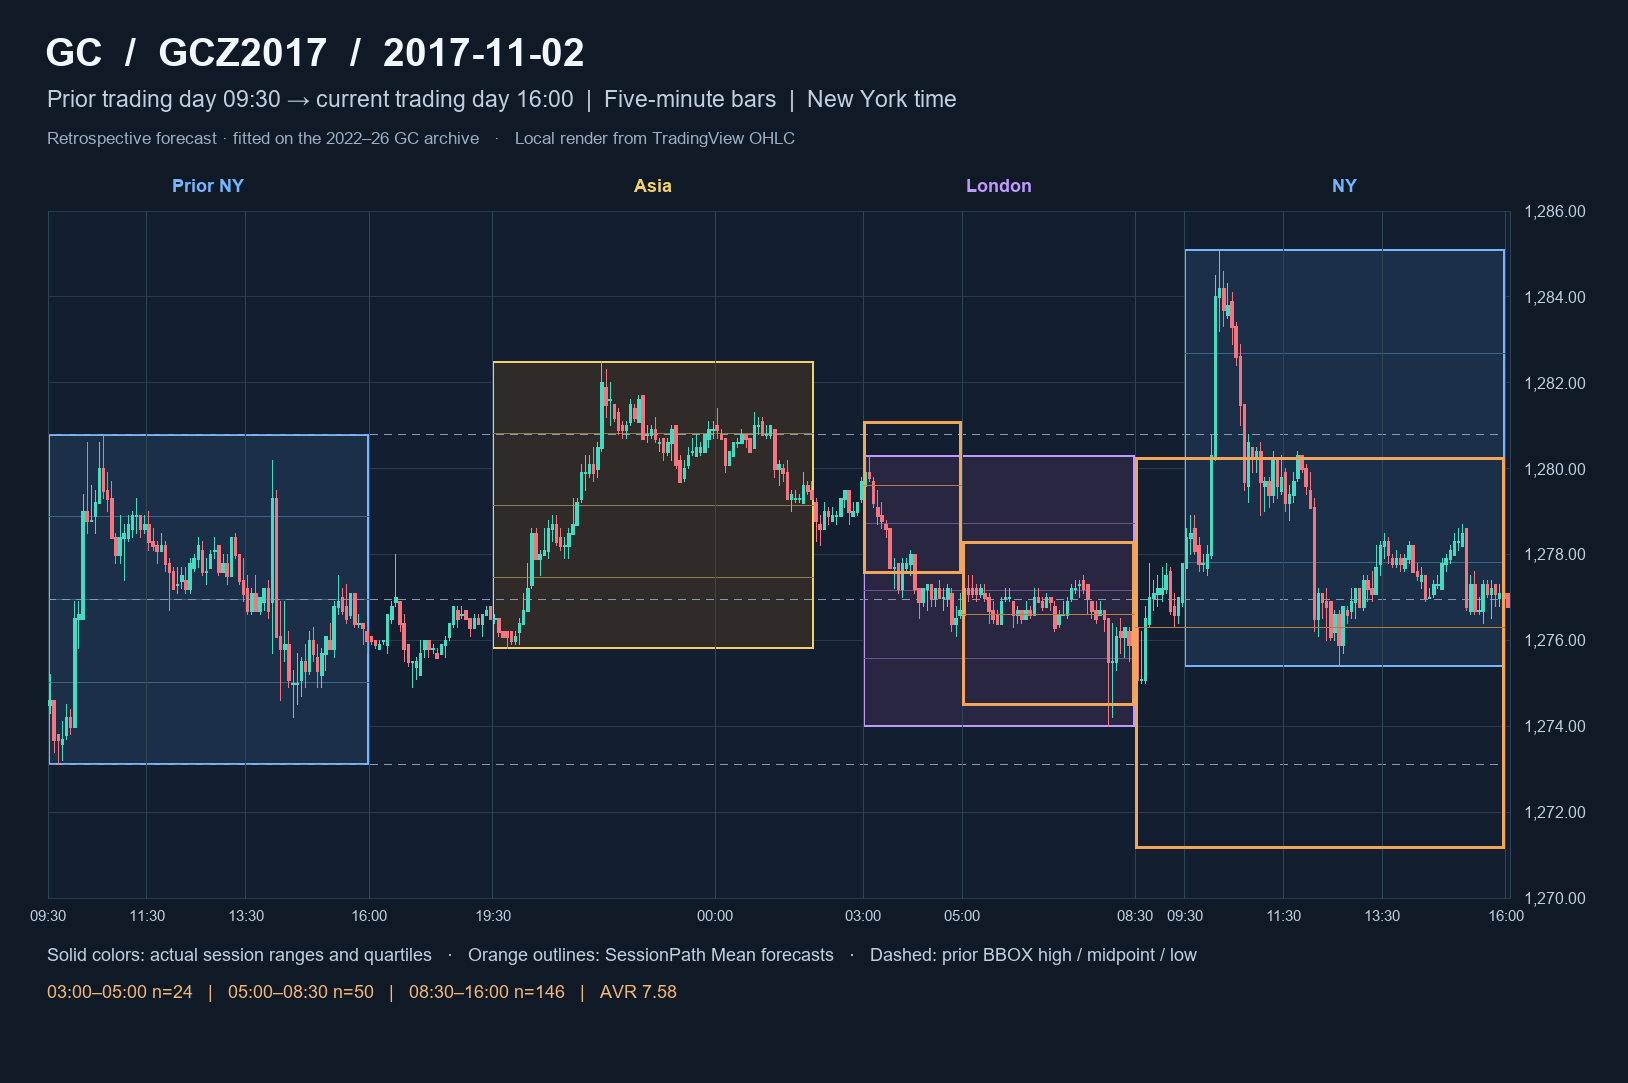 GC / GCZ2017 / 2017-11-02
Prior trading day 09:30 → current trading day 16:00 | Five-minute bars | New York time
Retrospective forecast · fitted on the 2022–26 GC archive · Local render from TradingView OHLC
Prior NY Asia London NY
1,286.00
1,284.00
1,282.00
1,280.00
1,278.00
1,276.00
1,274.00
1,272.00
1,270.00
09:30 11:30 13:30 16:00 19:30 00:00 03:00 05:00 08:30 09:30 11:30 13:30 16:00
Solid colors: actual session ranges and quartiles · Orange outlines: SessionPath Mean forecasts · Dashed: prior BBOX high / midpoint / low
03:00–05:00 n=24 | 05:00–08:30 n=50 | 08:30–16:00 n=146 | AVR 7.58